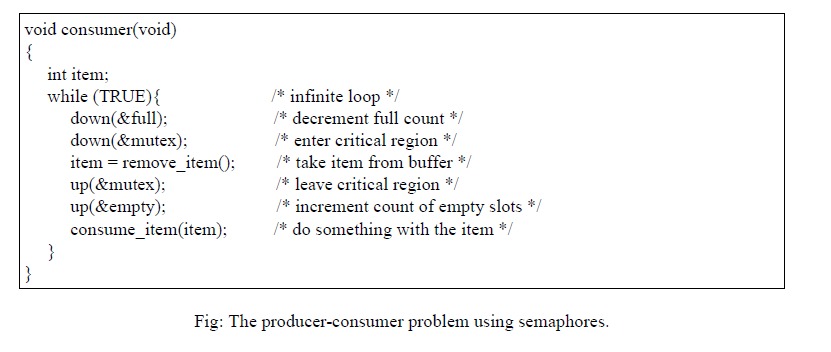 void consumer(void)
{
int item;
while (TRUE){ /* infinite loop */
down(&full); /* decrement full count */
down(&mutex); /* enter critical region */
item = remove_item(); /* take item from buffer */
up(&mutex); /* leave critical region */
up(&empty); /* increment count of empty slots */
consume_item(item); /* do something with the item */
}
}
Fig: The producer-consumer problem using semaphores.